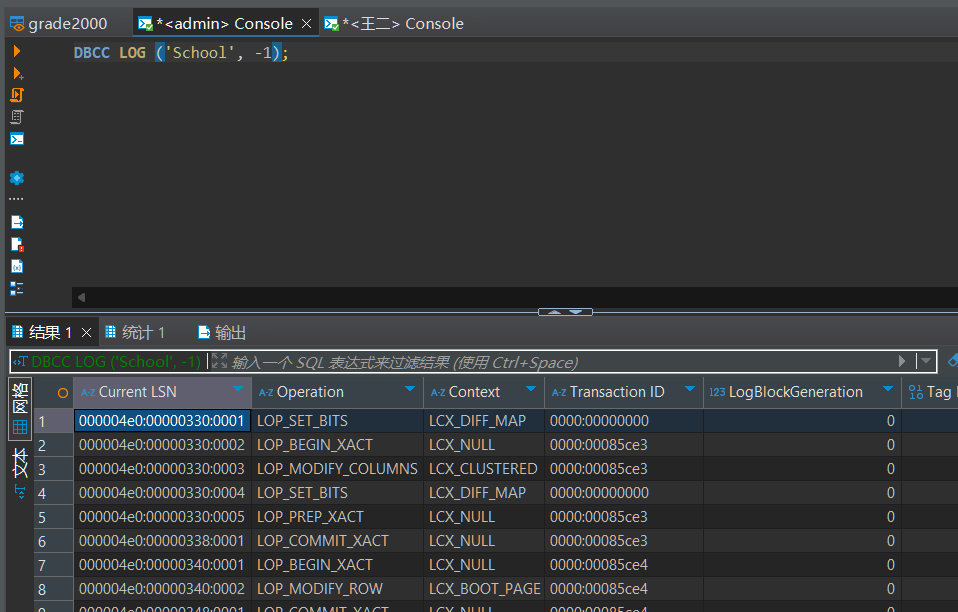 grade2000 *<admin> Console *<王二> Console
DBCC LOG ('School', -1);
结果 1 统计 1 输出
DBCC LOG ('School', -1) 输入一个 SQL 表达式来过滤结果 (使用 Ctrl+Space)
网格
文本
A-Z Current LSN A-Z Operation A-Z Context A-Z Transaction ID 123 LogBlockGeneration Tag
1 000004e0:00000330:0001 LOP_SET_BITS LCX_DIFF_MAP 0000:00000000 0
2 000004e0:00000330:0002 LOP_BEGIN_XACT LCX_NULL 0000:00085ce3 0
3 000004e0:00000330:0003 LOP_MODIFY_COLUMNS LCX_CLUSTERED 0000:00085ce3 0
4 000004e0:00000330:0004 LOP_SET_BITS LCX_DIFF_MAP 0000:00000000 0
5 000004e0:00000330:0005 LOP_PREP_XACT LCX_NULL 0000:00085ce3 0
6 000004e0:00000338:0001 LOP_COMMIT_XACT LCX_NULL 0000:00085ce3 0
7 000004e0:00000340:0001 LOP_BEGIN_XACT LCX_NULL 0000:00085ce4 0
8 000004e0:00000340:0002 LOP_MODIFY_ROW LCX_BOOT_PAGE 0000:00085ce4 0
LOP_COMMIT_XACT LCX_NULL